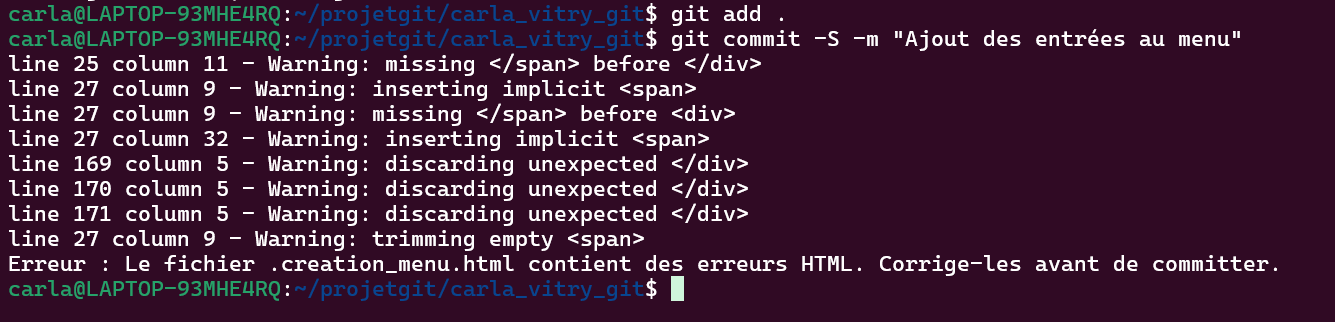 carla@LAPTOP-93MHE4RQ:~/projetgit/carla_vitry_git$ git add .
carla@LAPTOP-93MHE4RQ:~/projetgit/carla_vitry_git$ git commit -S -m "Ajout des entrées au menu"
line 25 column 11 - Warning: missing </span> before </div>
line 27 column 9 - Warning: inserting implicit <span>
line 27 column 9 - Warning: missing </span> before <div>
line 27 column 32 - Warning: inserting implicit <span>
line 169 column 5 - Warning: discarding unexpected </div>
line 170 column 5 - Warning: discarding unexpected </div>
line 171 column 5 - Warning: discarding unexpected </div>
line 27 column 9 - Warning: trimming empty <span>
Erreur : Le fichier .creation_menu.html contient des erreurs HTML. Corrige-les avant de committer.
carla@LAPTOP-93MHE4RQ:~/projetgit/carla_vitry_git$